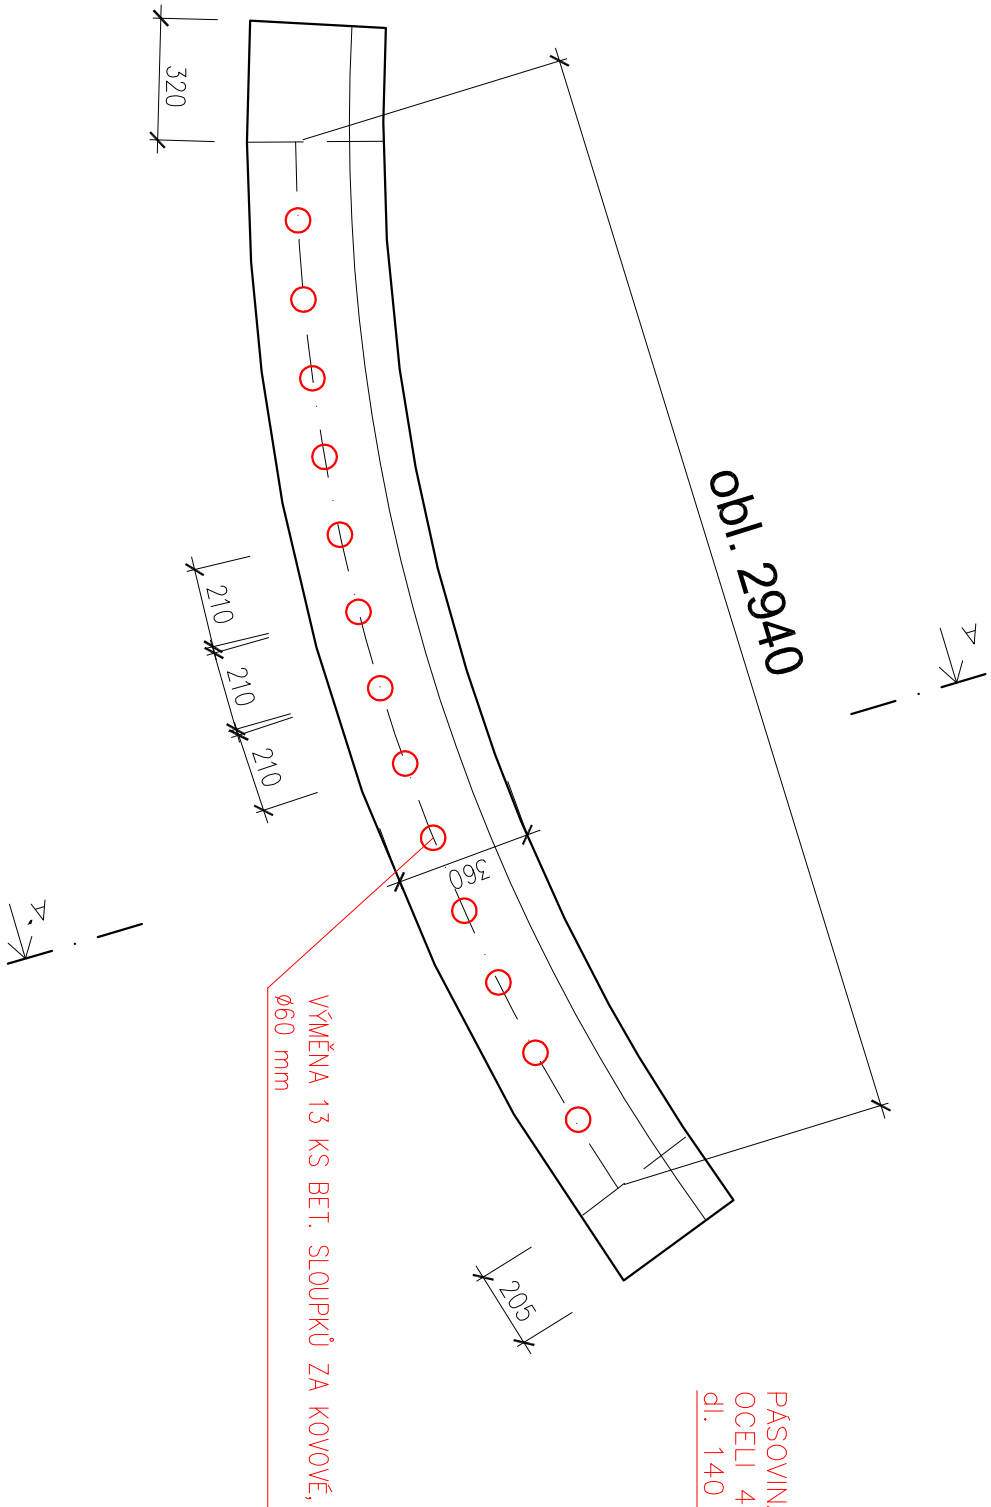 320
obl. 2940
A
210
210
210
360
A'
VÝMĚNA 13 KS BET. SLOUPKŮ ZA KOVOVÉ,
ø60 mm
205
PÁSOVIN
OCELI 4
dl. 140